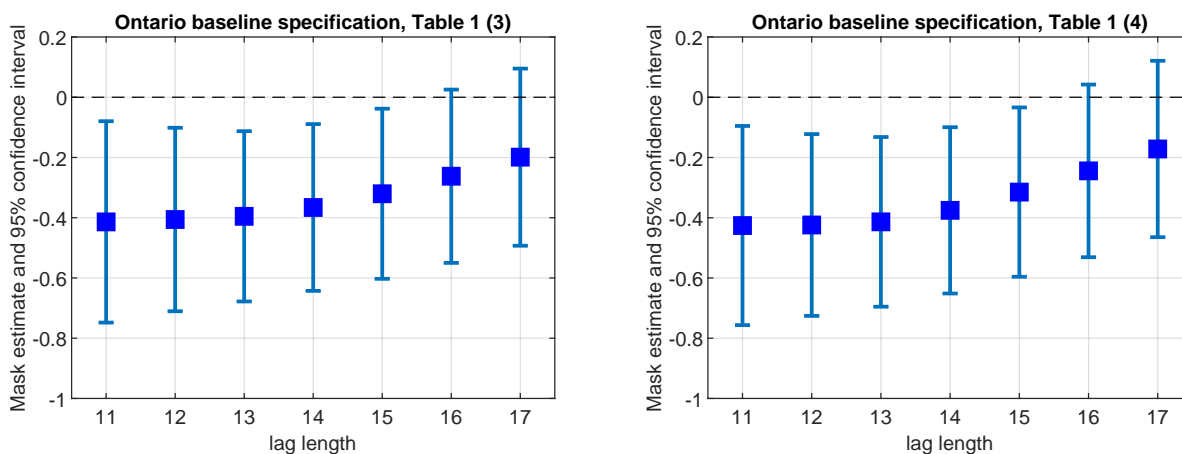 Ontario baseline specification, Table 1 (3)
Mask estimate and 95% confidence interval
0.2
0
-0.2
-0.4
-0.6
-0.8
-1
11 12 13 14 15 16 17
lag length
Ontario baseline specification, Table 1 (4)
Mask estimate and 95% confidence interval
0.2
0
-0.2
-0.4
-0.6
-0.8
-1
11 12 13 14 15 16 17
lag length